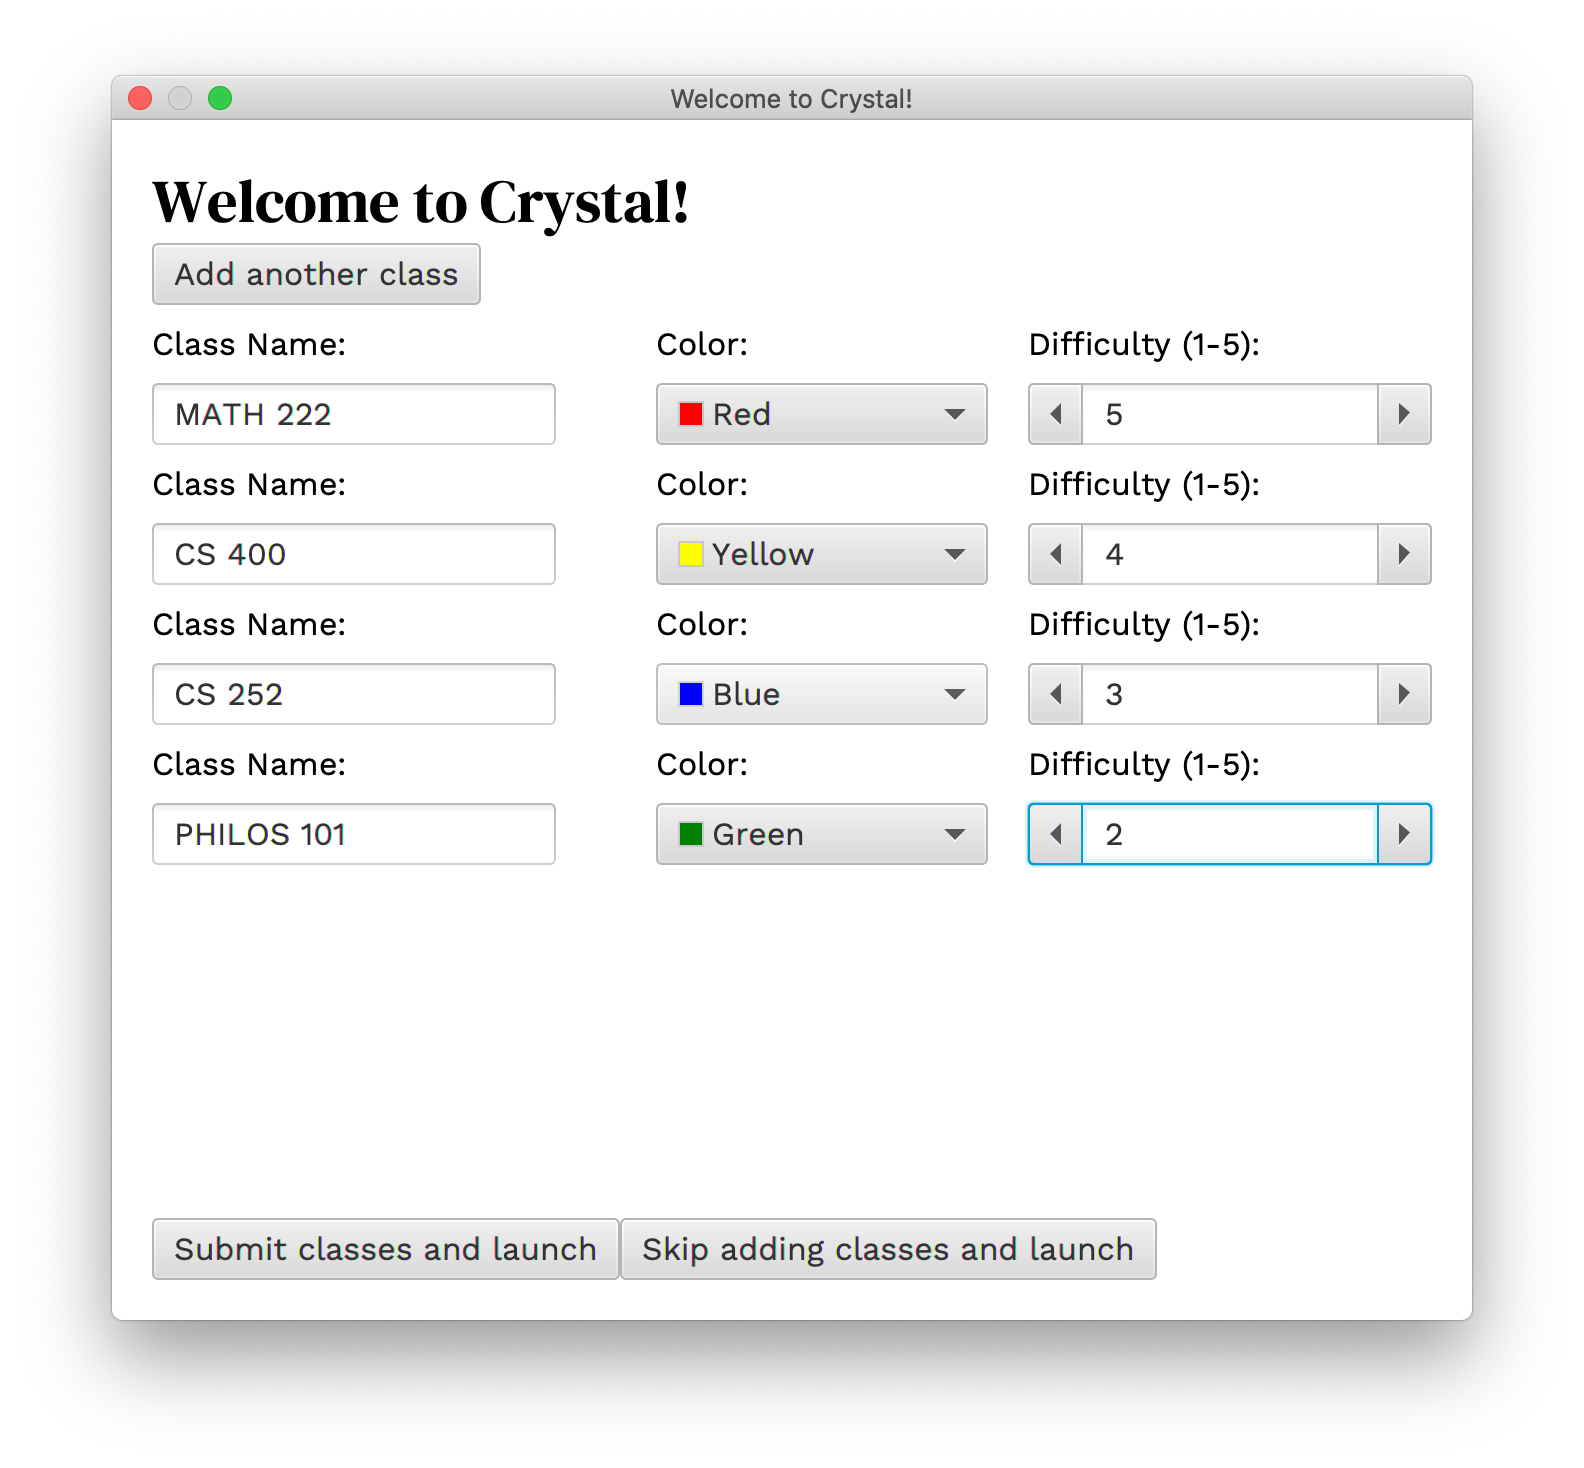 Welcome to Crystal!
Welcome to Crystal!
Add another class
Class Name: Color: Difficulty (1-5):
MATH 222 Red 5
Class Name: Color: Difficulty (1-5):
CS 400 Yellow 4
Class Name: Color: Difficulty (1-5):
CS 252 Blue 3
Class Name: Color: Difficulty (1-5):
PHILOS 101 Green 2
Submit classes and launch Skip adding classes and launch